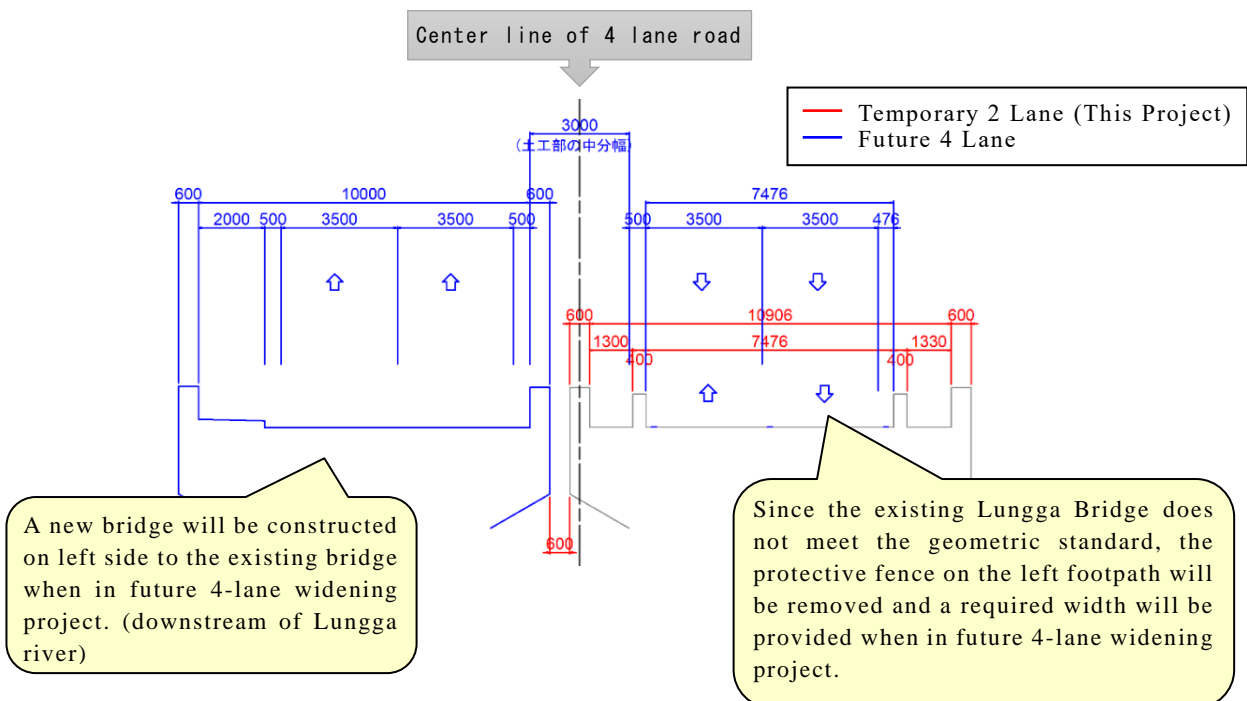 Center line of 4 lane road
Temporary 2 Lane (This Project)
Future 4 Lane
3000
(土工部の中分幅)
600 10000 600 7476
2000 500 3500 3500 500 500 3500 3500 476
600 10906 600
1300 7476 1330
400 400
600
A new bridge will be constructed
on left side to the existing bridge
when in future 4-lane widening
project. (downstream of Lungga
river)
Since the existing Lungga Bridge does
not meet the geometric standard, the
protective fence on the left footpath will
be removed and a required width will be
provided when in future 4-lane widening
project.